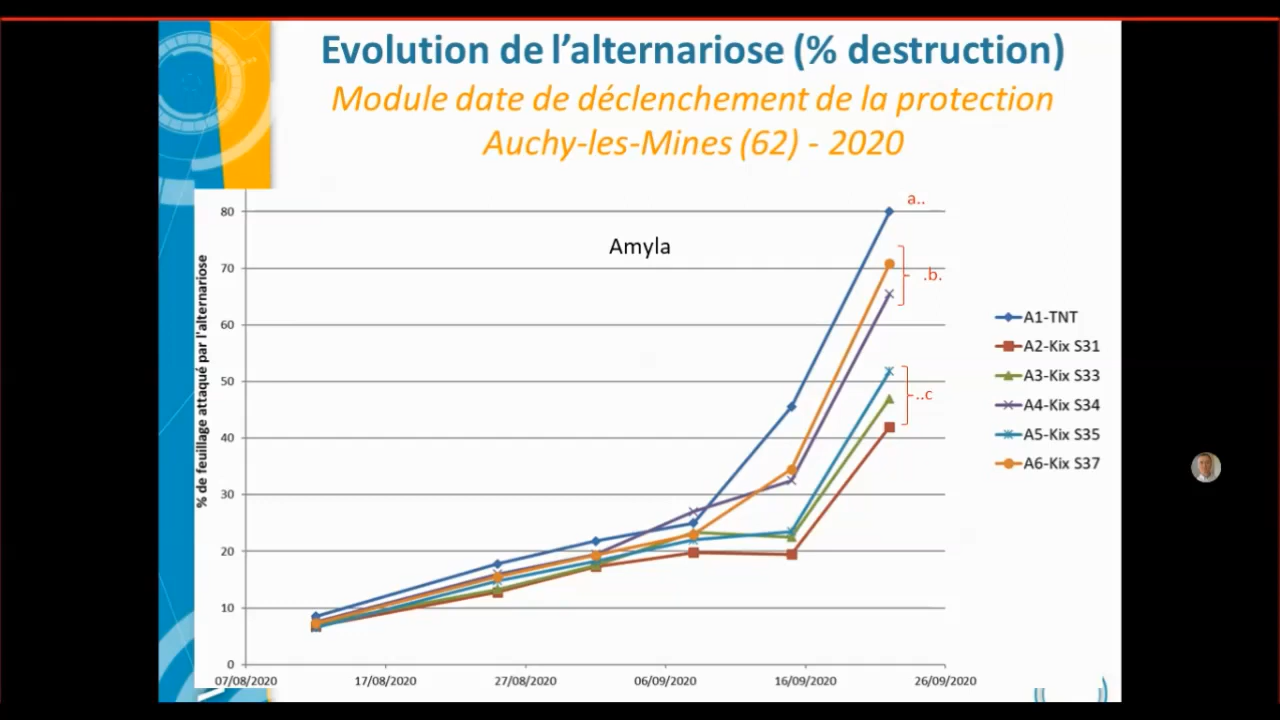 Evolution de l'alternariose (% destruction)
Module date de déclenchement de la protection
Auchy-les-Mines (62) - 2020
% de feuillage attaqué par l'alternariose
80
70
60
50
40
30
20
10
0
Amyla
a..
.b.
..c
A1-TNT
A2-Kix S31
A3-Kix S33
A4-Kix S34
A5-Kix S35
A6-Kix S37
07/08/2020 17/08/2020 27/08/2020 06/09/2020 16/09/2020 26/09/2020